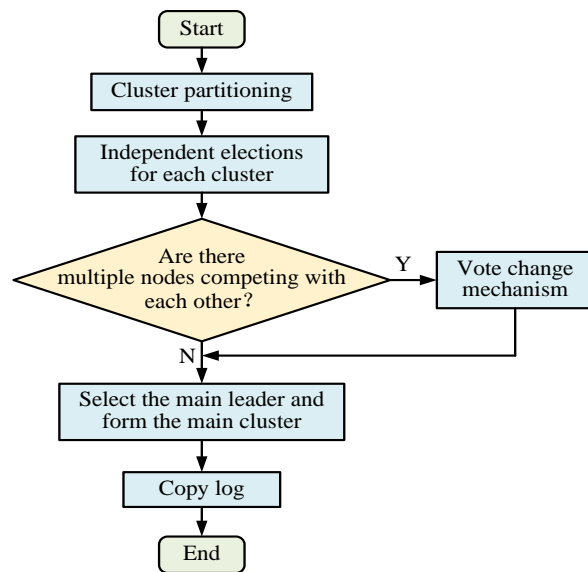 Start
Cluster partitioning
Independent elections
for each cluster
Are there
multiple nodes competing with
each other?
Y
Vote change
mechanism
N
Select the main leader and
form the main cluster
Copy log
End